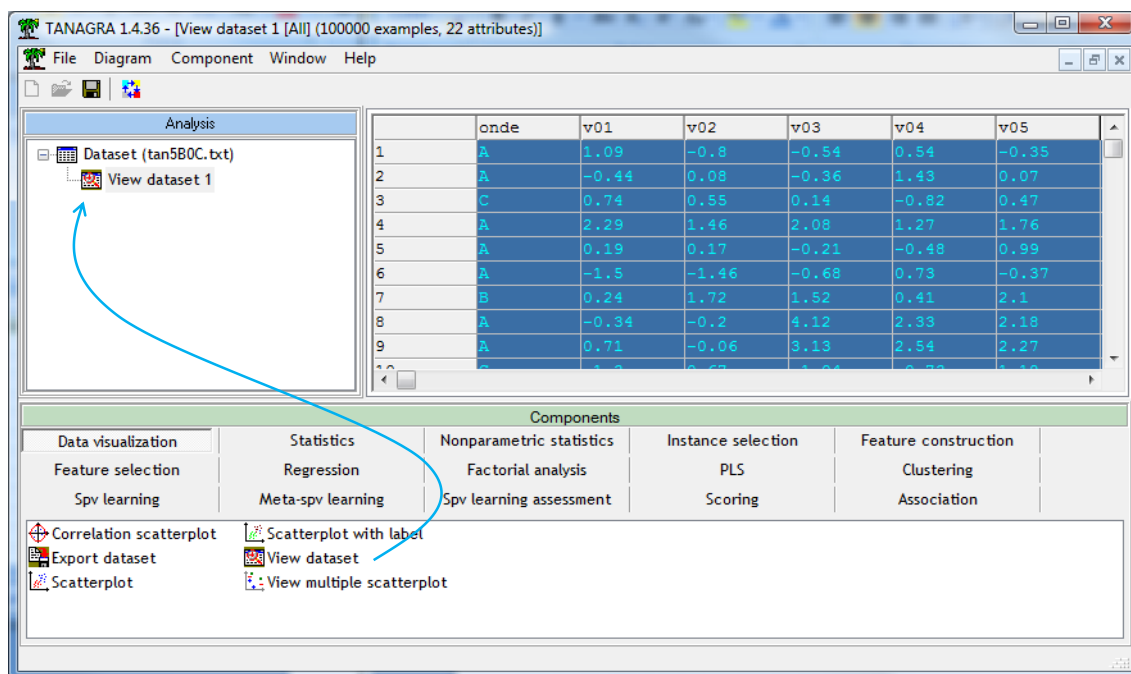 TANAGRA 1.4.36 - [View dataset 1 [All] (100000 examples, 22 attributes)]
File Diagram Component Window Help
Analysis
Dataset (tan5B0C.txt)
View dataset 1
onde v01 v02 v03 v04 v05
1 A 1.09 -0.8 -0.54 0.54 -0.35
2 A -0.44 0.08 -0.36 1.43 0.07
3 C 0.74 0.55 0.14 -0.82 0.47
4 A 2.29 1.46 2.08 1.27 1.76
5 A 0.19 0.17 -0.21 -0.48 0.99
6 A -1.5 -1.46 -0.68 0.73 -0.37
7 B 0.24 1.72 1.52 0.41 2.1
8 A -0.34 -0.2 4.12 2.33 2.18
9 A 0.71 -0.06 3.13 2.54 2.27
Components
Data visualization Statistics Nonparametric statistics Instance selection Feature construction
Feature selection Regression Factorial analysis PLS Clustering
Spv learning Meta-spv learning Spv learning assessment Scoring Association
Correlation scatterplot Scatterplot with label
Export dataset View dataset
Scatterplot View multiple scatterplot